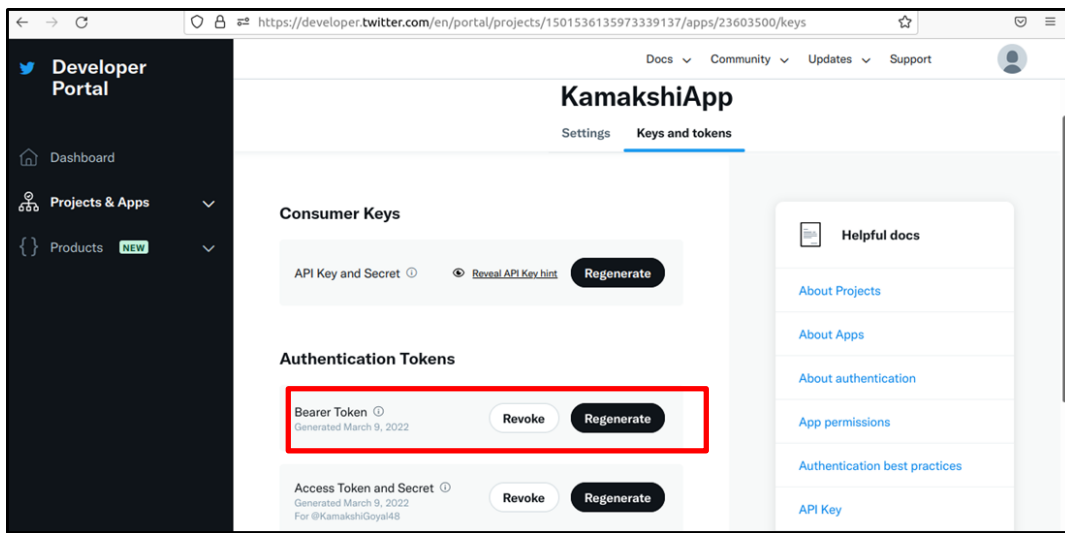 https://developer.twitter.com/en/portal/projects/1501536135973339137/apps/23603500/keys
Developer
Portal
Dashboard
Projects & Apps
Products NEW
Docs Community Updates Support
KamakshiApp
Settings Keys and tokens
Consumer Keys
API Key and Secret Reveal API Key hint Regenerate
Authentication Tokens
Bearer Token
Generated March 9, 2022
Revoke Regenerate
Access Token and Secret
Generated March 9, 2022
For @KamakshiGoyal48
Revoke Regenerate
Helpful docs
About Projects
About Apps
About authentication
App permissions
Authentication best practices
API Key